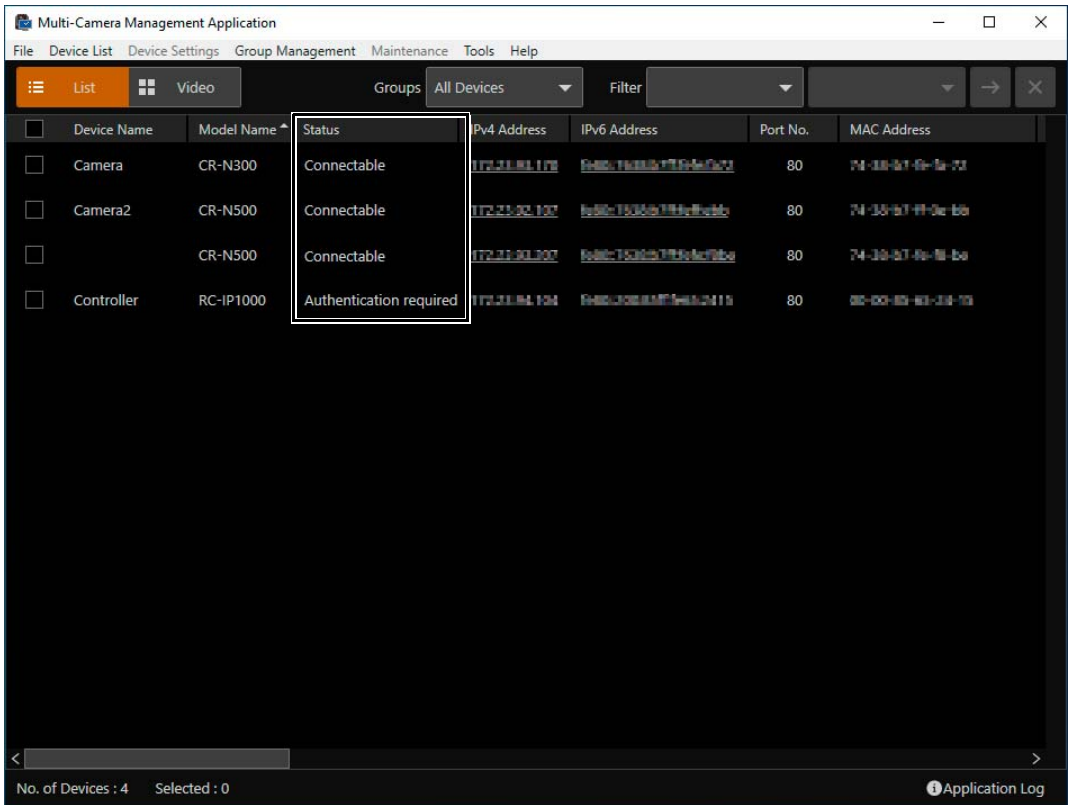 Multi-Camera Management Application
File Device List Device Settings Group Management Maintenance Tools Help
List Video Groups All Devices Filter
Device Name Model Name Status IPv4 Address IPv6 Address Port No. MAC Address
Camera CR-N300 Connectable 80
Camera2 CR-N500 Connectable 80
CR-N500 Connectable 80
Controller RC-IP1000 Authentication required 80
No. of Devices : 4 Selected : 0 Application Log